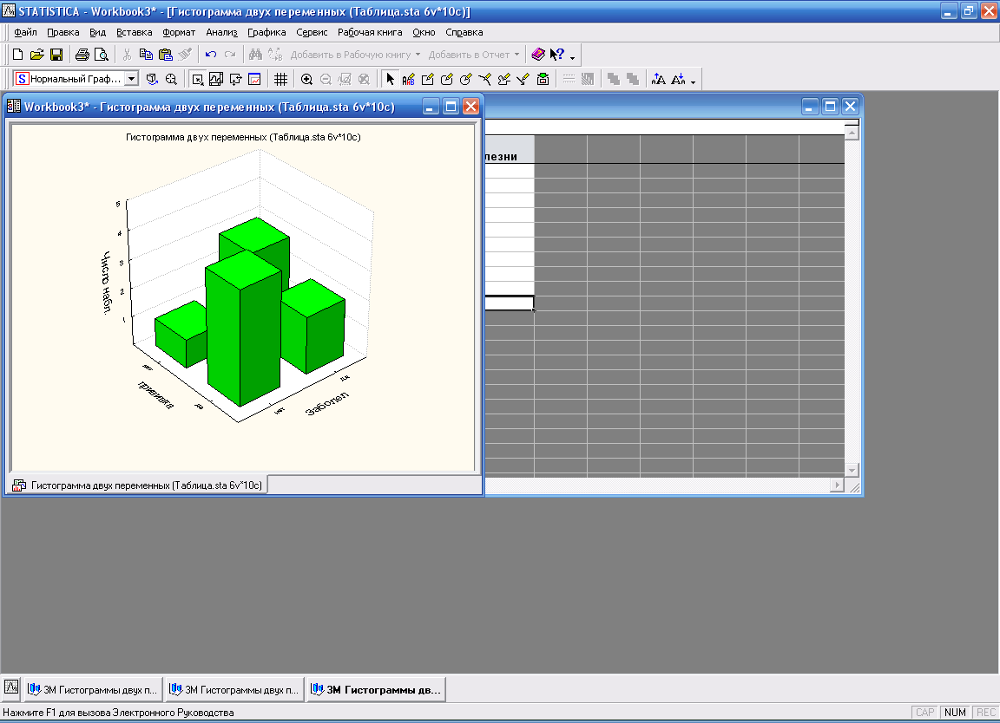 STATISTICA - Workbook3* - [Гистограмма двух переменных (Таблица.sta 6v*10c)]
Файл Правка Вид Вставка Формат Анализ Графика Сервис Рабочая книга Окно Справка
Добавить в Рабочую книгу Добавить в Отчет
Нормальный Граф...
Workbook3* - Гистограмма двух переменных (Таблица.sta 6v*10c)
Гистограмма двух переменных (Таблица.sta 6v*10c)
лезни
5
4
3
2
1
Число набл.
нет
да
прививка
нет
да
Заболел
Гистограмма двух переменных (Таблица.sta 6v*10c)
3М Гистограммы двух п... 3М Гистограммы двух п... 3М Гистограммы дв...
Нажмите F1 для вызова Электронного Руководства CAP NUM REC